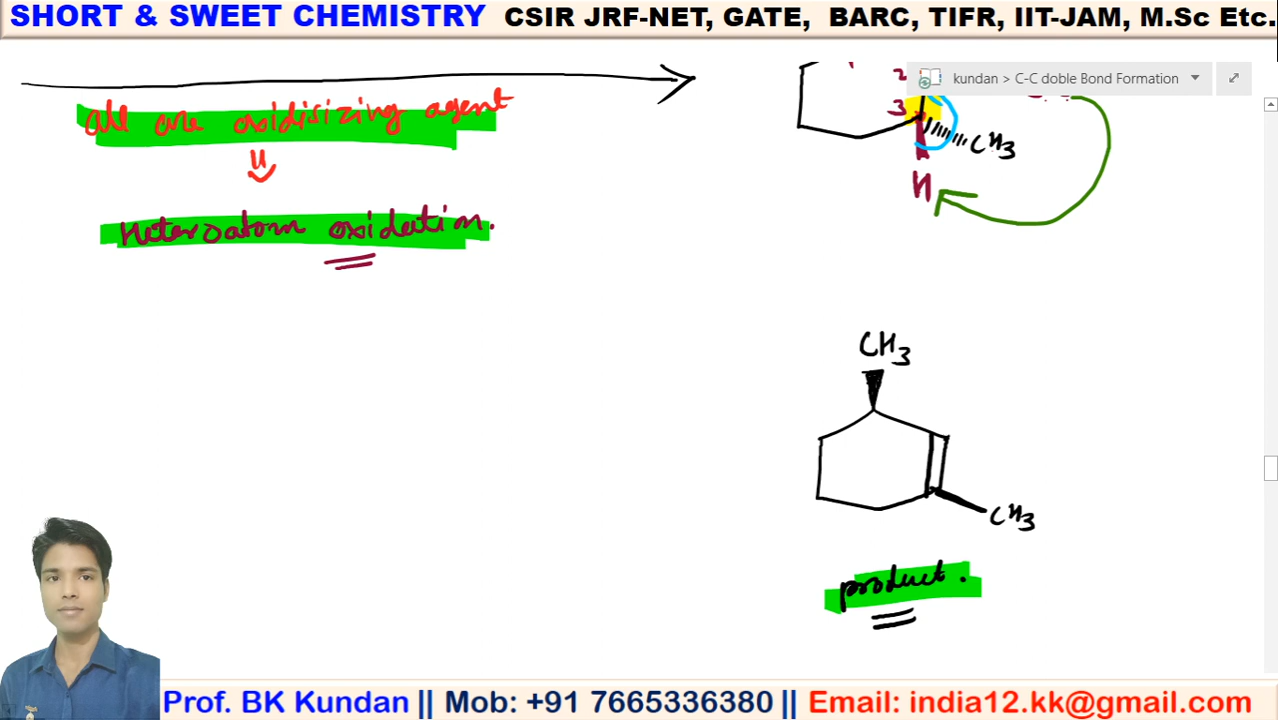 SHORT & SWEET CHEMISTRY CSIR JRF-NET, GATE, BARC, TIFR, IIT-JAM, M.Sc Etc.
kundan > C-C doble Bond Formation
2
3
CH3
H
All are oxidisizing agent
Heteroatom oxidation.
CH3
CH3
product.
Prof. BK Kundan || Mob: +91 7665336380 || Email: india12.kk@gmail.com